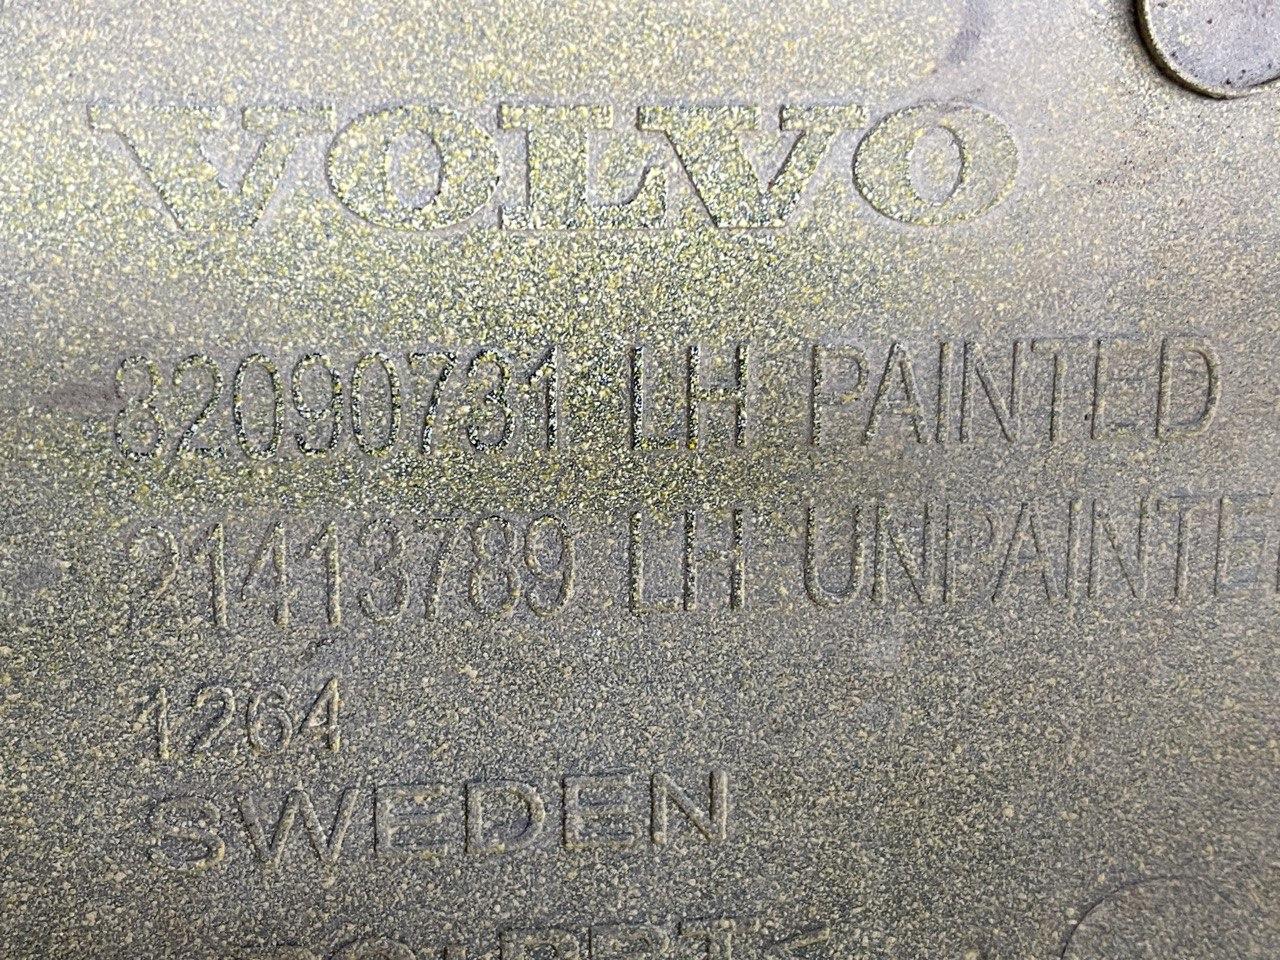 VOLVO
82090731 LH PAINTED
21413789 LH UNPAINTE
1264
SWEDEN